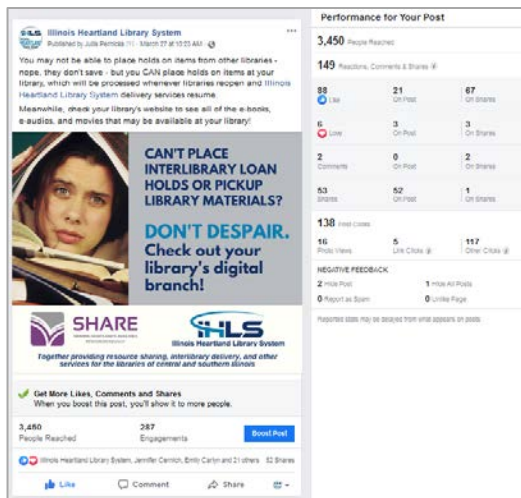 Illinois Heartland Library System
Published by
March 27 at 10:23 AM
You may not be able to place holds on items from other libraries -
nope, they don't save - but you CAN place holds on items at your
library, which will be processed whenever libraries reopen and Illinois
Heartland Library System delivery services resume.
Meanwhile, check your library's website to see all of the e-books,
e-audios, and movies that may be available at your library!
CAN'T PLACE
INTERLIBRARY LOAN
HOLDS OR PICKUP
LIBRARY MATERIALS?
DON'T DESPAIR.
Check out your
library's digital
branch!
SHARE
iHLS
Illinois Heartland Library System
Together providing resource sharing, interlibrary delivery, and other
services for the libraries of central and southern Illinois
Get More Likes, Comments and Shares
When you boost this post, you'll show it to more people.
3,450
People Reached
287
Engagements
Boost Post
Illinois Heartland Library System, Jennifer Cernich, Emily Carlyn and 21 others
52 Shares
Like
Comment
Share
Performance for Your Post
3,450 People Reached
149 Reactions, Comments & Shares
88 Like
21 On Post
67 On Shares
6 Love
3 On Post
3 On Shares
2 Comments
0 On Post
2 On Shares
53 Shares
52 On Post
1 On Shares
138 Post Clicks
16 Photo Views
5 Link Clicks
117 Other Clicks
NEGATIVE FEEDBACK
2 Hide Post
1 Hide All Posts
0 Report as Spam
0 Unlike Page
Reported stats may be delayed from what appears on posts